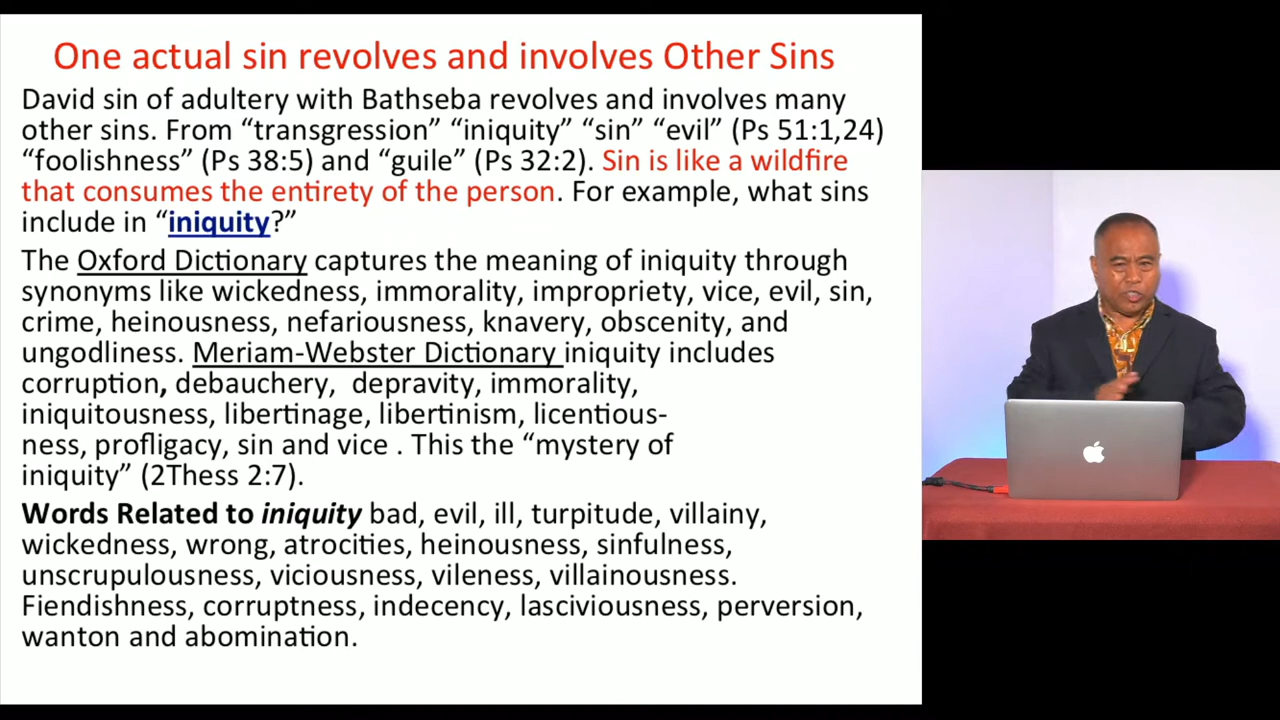 One actual sin revolves and involves Other Sins
David sin of adultery with Bathseba revolves and involves many
other sins. From “transgression” “iniquity” “sin” “evil” (Ps 51:1,24)
“foolishness” (Ps 38:5) and “guile” (Ps 32:2). Sin is like a wildfire
that consumes the entirety of the person. For example, what sins
include in “iniquity?”
The Oxford Dictionary captures the meaning of iniquity through
synonyms like wickedness, immorality, impropriety, vice, evil, sin,
crime, heinousness, nefariousness, knavery, obscenity, and
ungodliness. Meriam-Webster Dictionary iniquity includes
corruption, debauchery,  depravity, immorality,
iniquitousness, libertinage, libertinism, licentious-
ness, profligacy, sin and vice . This the “mystery of
iniquity” (2Thess 2:7).
Words Related to iniquity bad, evil, ill, turpitude, villainy,
wickedness, wrong, atrocities, heinousness, sinfulness,
unscrupulousness, viciousness, vileness, villainousness.
Fiendishness, corruptness, indecency, lasciviousness, perversion,
wanton and abomination.